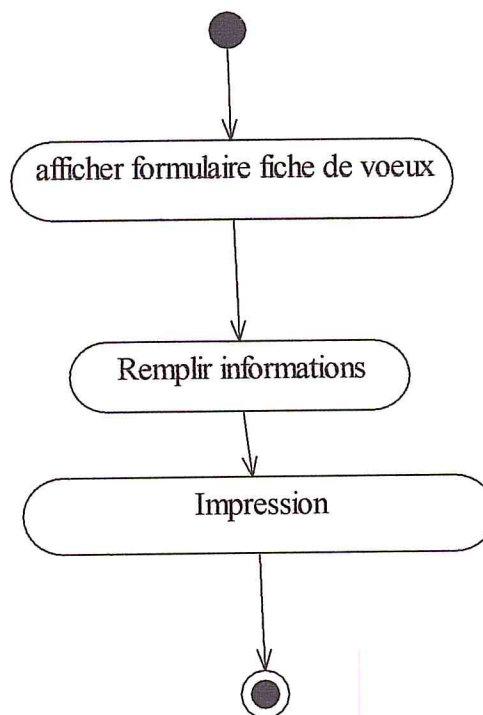 afficher formulaire fiche de voeux
Remplir informations
Impression